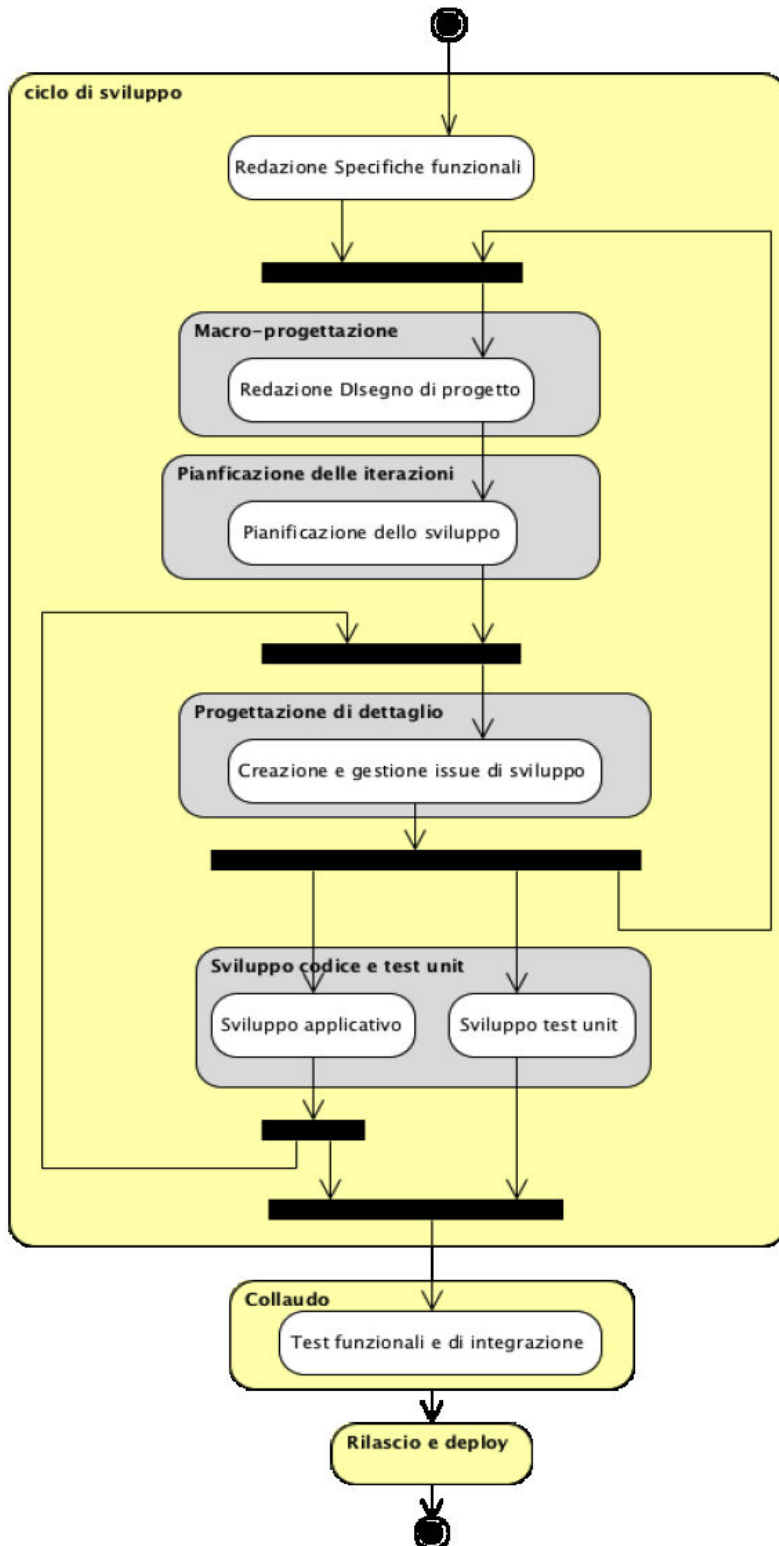 ciclo di sviluppo
Redazione Specifiche funzionali
Macro-progettazione
Redazione DIsegno di progetto
Pianficazione delle iterazioni
Pianificazione dello sviluppo
Progettazione di dettaglio
Creazione e gestione issue di sviluppo
Sviluppo codice e test unit
Sviluppo applicativo
Sviluppo test unit
Collaudo
Test funzionali e di integrazione
Rilascio e deploy